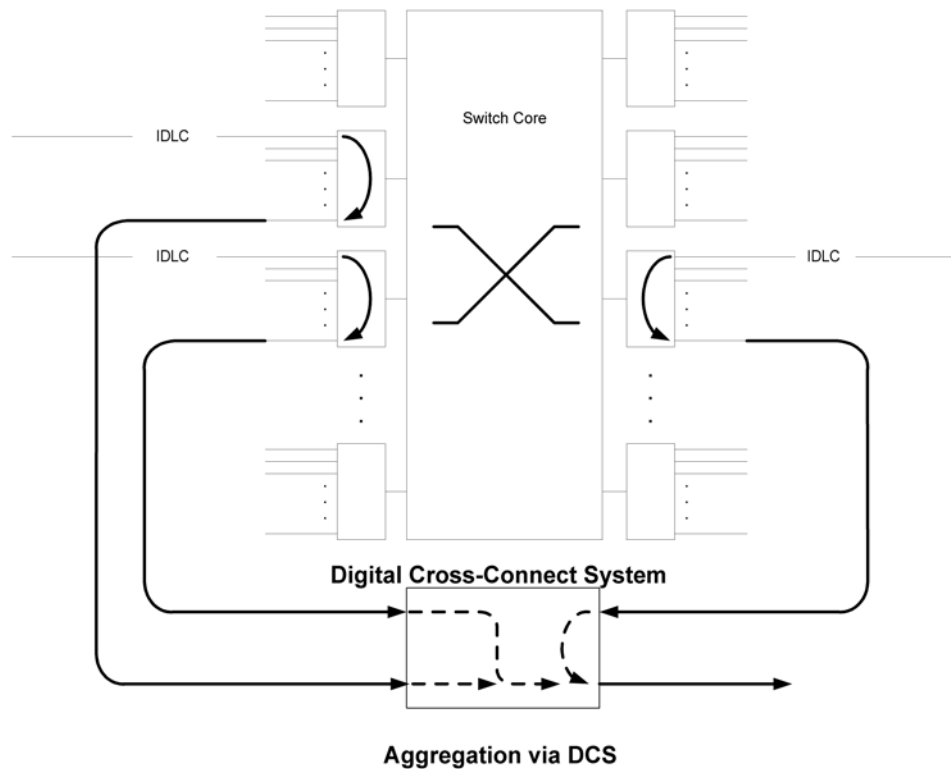 Switch Core
IDLC
IDLC
IDLC
Digital Cross-Connect System
Aggregation via DCS